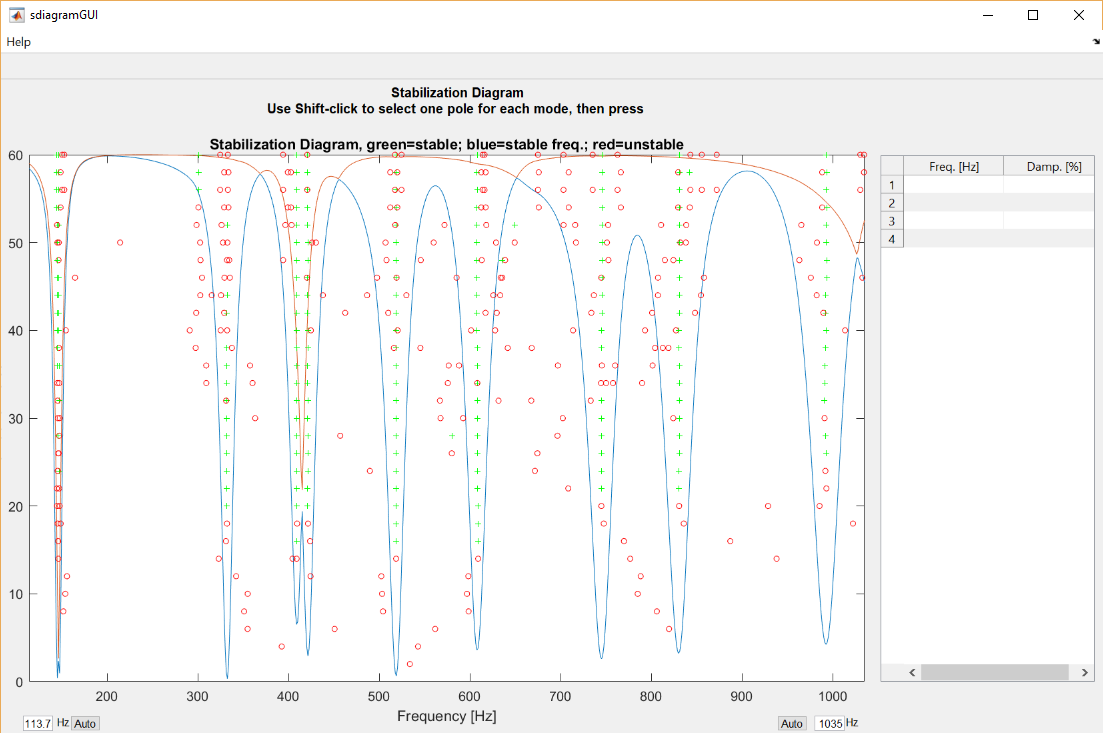 sdiagramGUI
Help
Stabilization Diagram
Use Shift-click to select one pole for each mode, then press
Stabilization Diagram, green=stable; blue=stable freq.; red=unstable
60
50
40
30
20
10
0
200 300 400 500 600 700 800 900 1000
Frequency [Hz]
113.7 Hz Auto
Auto 1035 Hz
Freq. [Hz] Damp. [%]
1
2
3
4